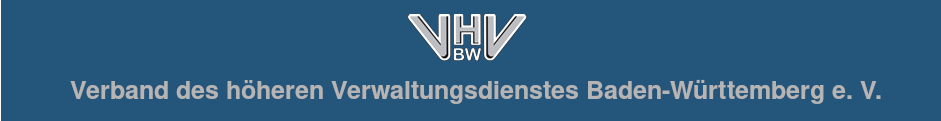 VHV
BW
Verband des höheren Verwaltungsdienstes Baden-Württemberg e. V.